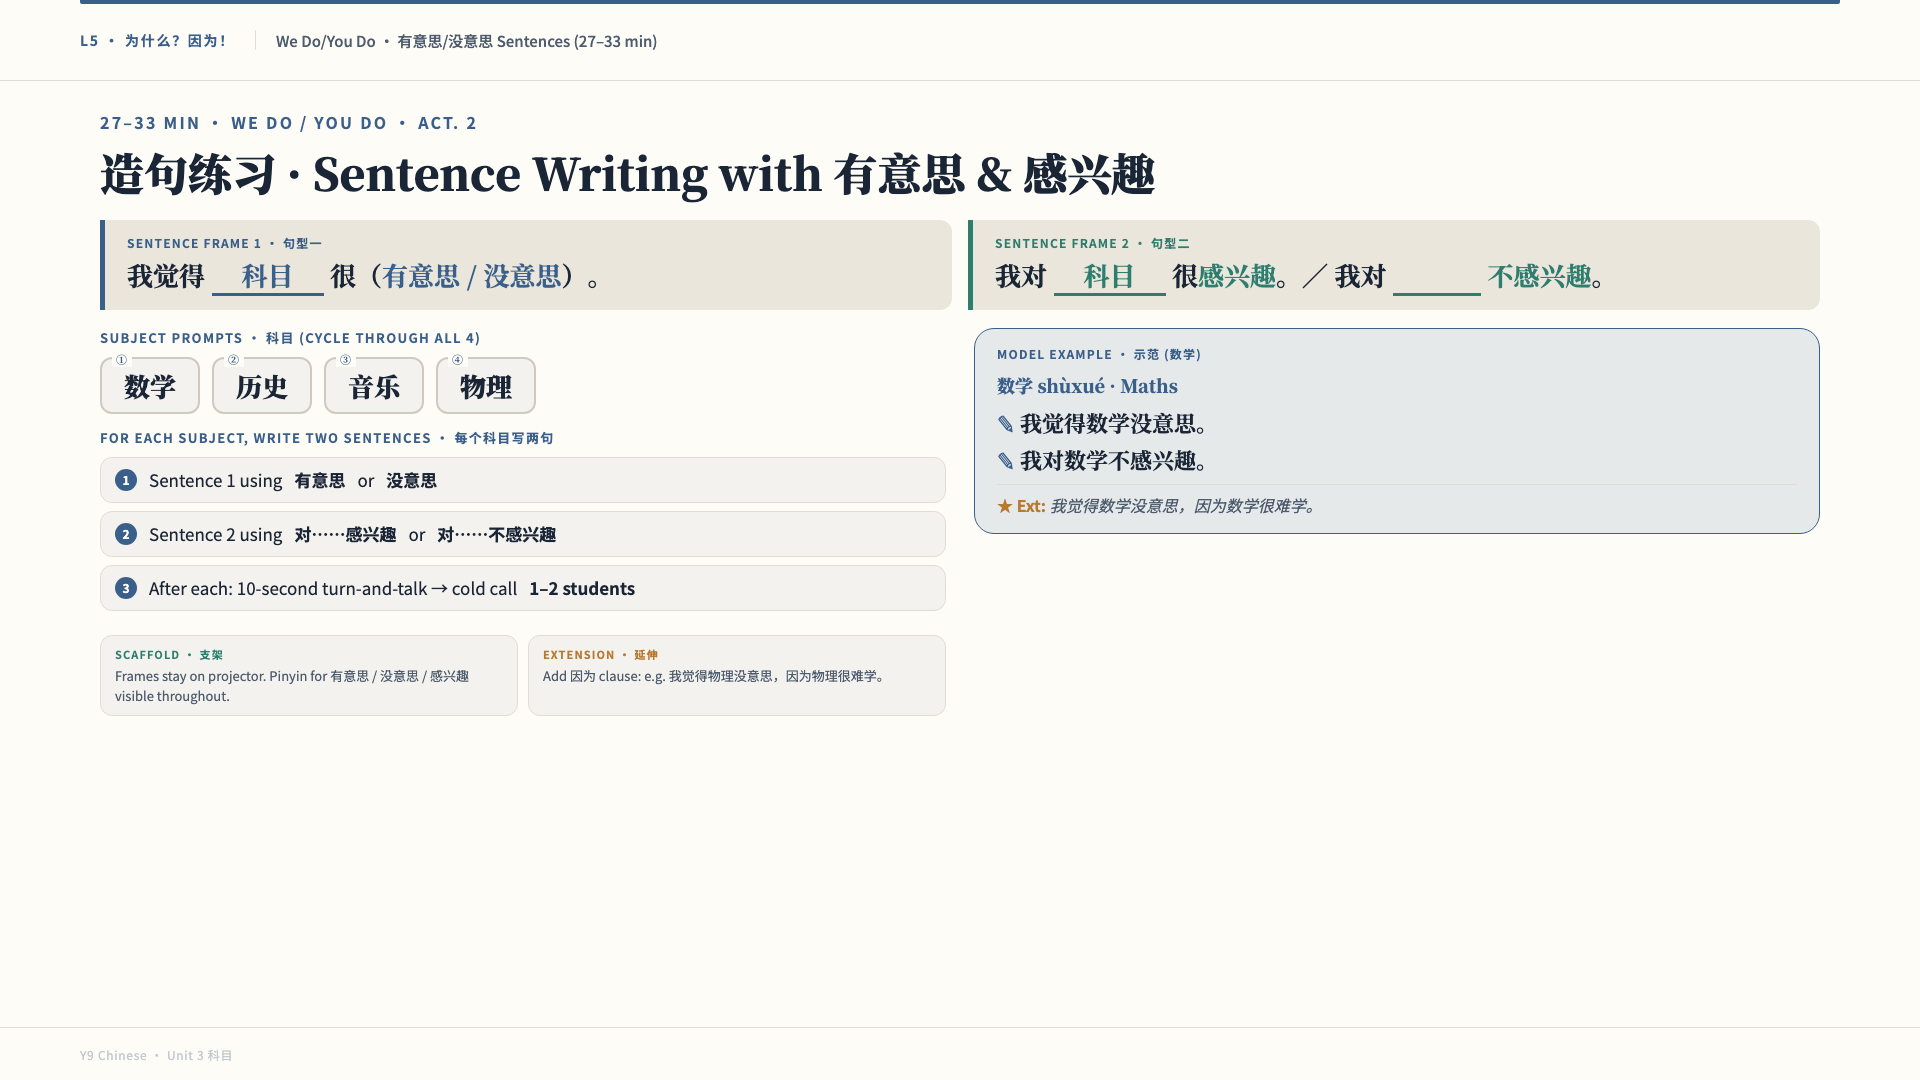 L5 • 为什么？因为！
We Do/You Do • 有意思/没意思 Sentences (27–33 min)
27–33 MIN • WE DO / YOU DO • ACT. 2
造句练习 · Sentence Writing with 有意思 & 感兴趣
SENTENCE FRAME 1 • 句型一
我觉得 科目 很（有意思 / 没意思）。
SENTENCE FRAME 2 • 句型二
我对 科目 很感兴趣。／ 我对 ______ 不感兴趣。
SUBJECT PROMPTS • 科目 (CYCLE THROUGH ALL 4)
① 数学
② 历史
③ 音乐
④ 物理
FOR EACH SUBJECT, WRITE TWO SENTENCES • 每个科目写两句
1 Sentence 1 using 有意思 or 没意思
2 Sentence 2 using 对……感兴趣 or 对……不感兴趣
3 After each: 10-second turn-and-talk → cold call 1–2 students
SCAFFOLD • 支架
Frames stay on projector. Pinyin for 有意思 / 没意思 / 感兴趣
visible throughout.
EXTENSION • 延伸
Add 因为 clause: e.g. 我觉得物理没意思，因为物理很难学。
MODEL EXAMPLE • 示范 (数学)
数学 shùxué · Maths
✎ 我觉得数学没意思。
✎ 我对数学不感兴趣。
★ Ext: 我觉得数学没意思，因为数学很难学。
Y9 Chinese • Unit 3 科目